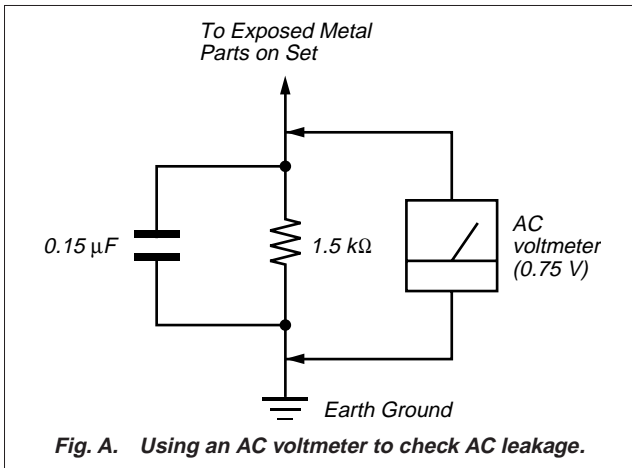 To Exposed Metal
Parts on Set
0.15 μF
1.5 kΩ
AC
voltmeter
(0.75 V)
Earth Ground
Fig. A. Using an AC voltmeter to check AC leakage.